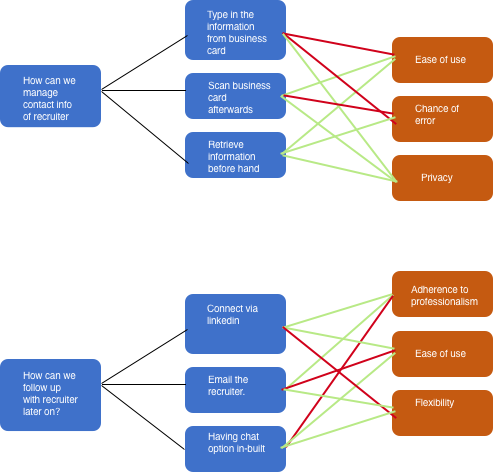 Type in the
information
from business
card
Ease of use
How can we
manage
contact info
of recruiter
Scan business
card
afterwards
Chance of
error
Retrieve
information
before hand
Privacy
Adherence to
professionalism
Connect via
linkedin
Ease of use
How can we
follow up
with recruiter
later on?
Email the
recruiter.
Flexibility
Having chat
option in-built